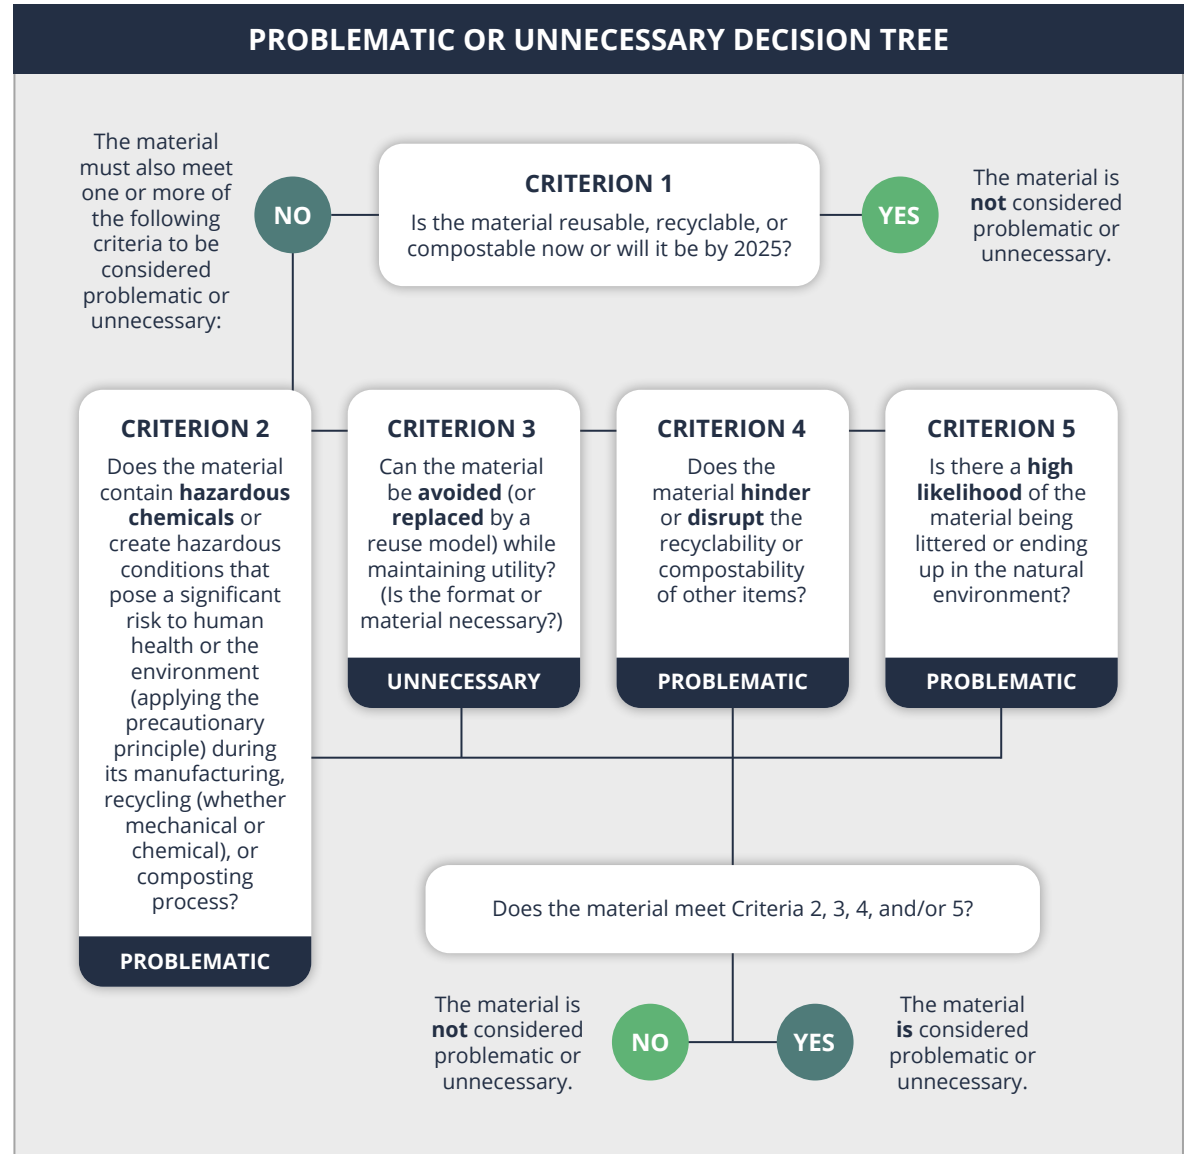 PROBLEMATIC OR UNNECESSARY DECISION TREE
The material
must also meet
one or more of
the following
criteria to be
considered
problematic or
unnecessary:
NO
CRITERION 1
Is the material reusable, recyclable, or
compostable now or will it be by 2025?
YES
The material is
not considered
problematic or
unnecessary.
CRITERION 2
Does the material
contain hazardous
chemicals or
create hazardous
conditions that
pose a significant
risk to human
health or the
environment
(applying the
precautionary
principle) during
its manufacturing,
recycling (whether
mechanical or
chemical), or
composting
process?
PROBLEMATIC
CRITERION 3
Can the material
be avoided (or
replaced by a
reuse model) while
maintaining utility?
(Is the format or
material necessary?)
UNNECESSARY
CRITERION 4
Does the
material hinder
or disrupt the
recyclability or
compostability
of other items?
PROBLEMATIC
CRITERION 5
Is there a high
likelihood of the
material being
littered or ending
up in the natural
environment?
PROBLEMATIC
Does the material meet Criteria 2, 3, 4, and/or 5?
The material is
not considered
problematic or
unnecessary.
NO
YES
The material
is considered
problematic or
unnecessary.